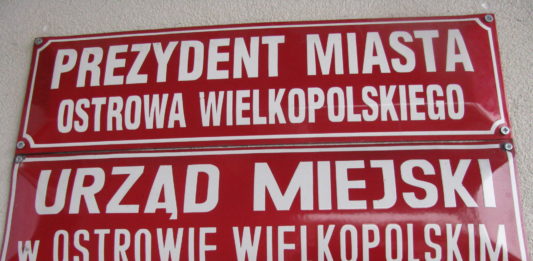 PREZYDENT MIASTA
OSTROWA WIELKOPOLSKIEGO
URZĄD MIEJSKI
w OSTROWIE WIELKOPOLSKIM